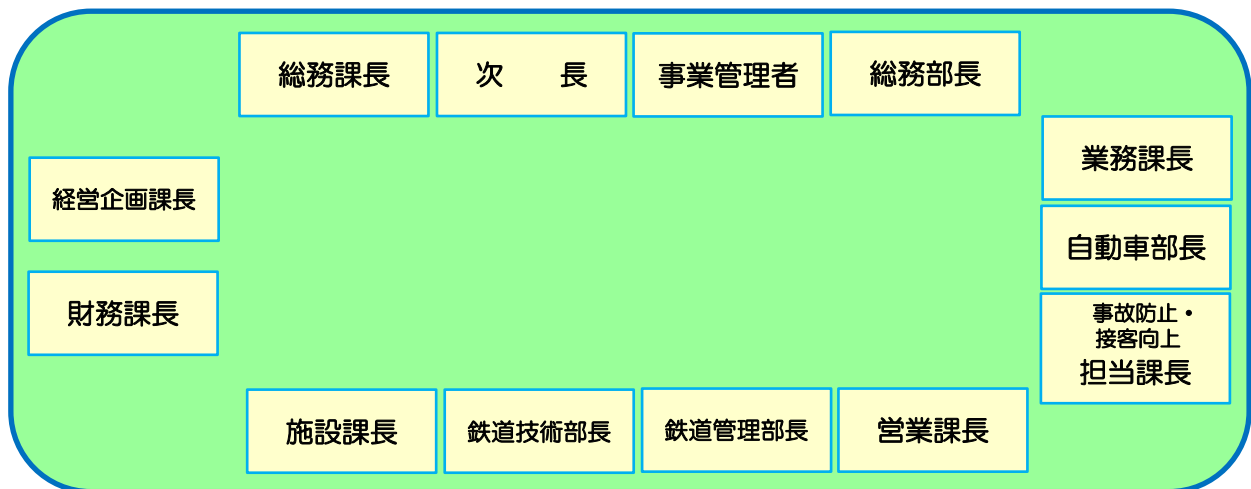 総務課長
次　　長
事業管理者
総務部長
業務課長
経営企画課長
自動車部長
財務課長
事故防止・
接客向上
担当課長
施設課長
鉄道技術部長
鉄道管理部長
営業課長